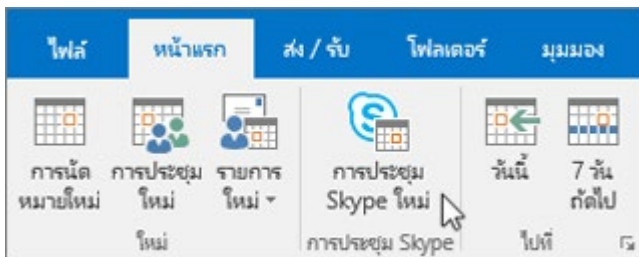 ไฟล์ หน้าแรก ส่ง / รับ โฟลเดอร์ มุมมอง
การนัด การประชุม รายการ การประชุม วันนี้ 7 วัน
หมายใหม่ ใหม่ ใหม่ Skype ใหม่ ถัดไป
ใหม่ การประชุม Skype ไปที่